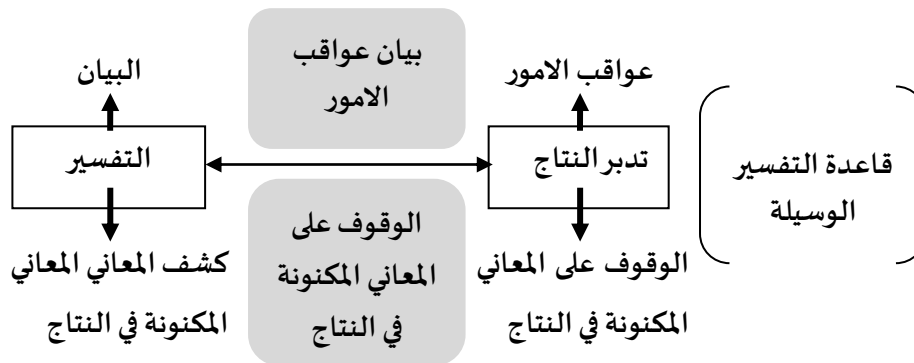 قاعدة التفسير
الوسيلة
عواقب الامور
تدبر النتاج
الوقوف على المعاني
المكنونة في النتاج
بيان عواقب
الامور
الوقوف على
المعاني المكنونة
في النتاج
البيان
التفسير
كشف المعاني المعاني
المكنونة في النتاج